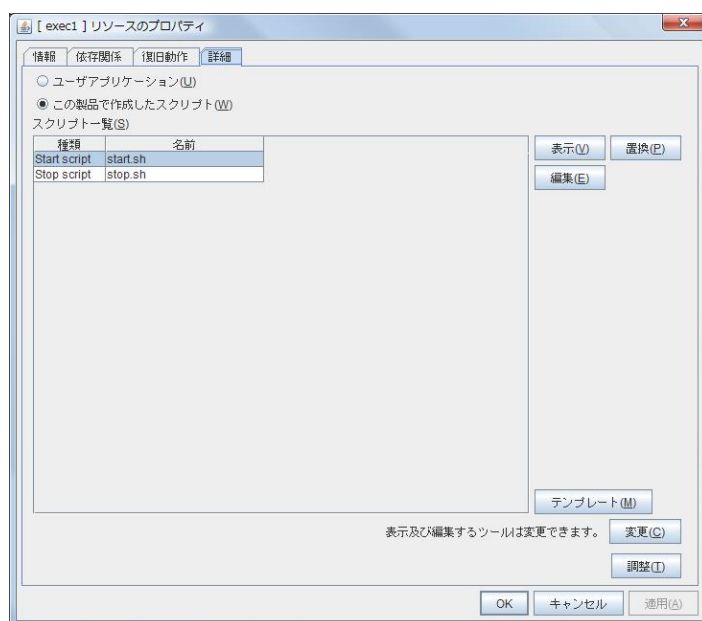 [ exec1 ] リソースのプロパティ
情報 依存関係 復旧動作 詳細
ユーザアプリケーション(U)
この製品で作成したスクリプト(W)
スクリプト一覧(S)
種類 名前
Start script start.sh
Stop script stop.sh
表示(V) 置換(P)
編集(E)
テンプレート(M)
表示及び編集するツールは変更できます。 変更(C)
調整(T)
OK キャンセル 適用(A)